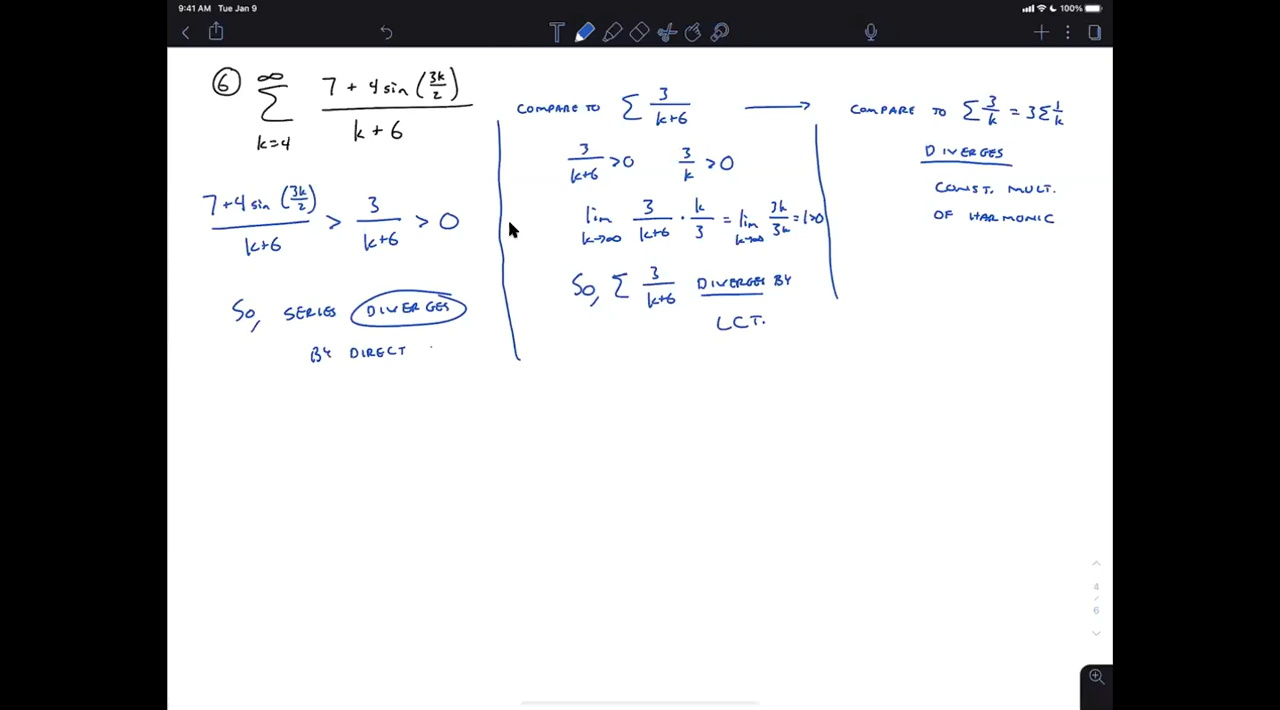 9:41 AM Tue Jan 9
100%
⑥ ∞ ∑ k=4 7 + 4 sin (3k/2) / k + 6
7+4 sin (3k/2) / k+6 > 3 / k+6 > 0
So, SERIES DIVERGES
BY DIRECT
COMPARE TO ∑ 3 / k+6 →
3 / k+6 > 0 3 / k > 0
lim k→∞ 3 / k+6 · k / 3 = lim k→∞ 3k / 3k = 1 > 0
So, ∑ 3 / k+6 DIVERGES BY
LCT.
COMPARE TO ∑ 3/k = 3∑ 1/k
DIVERGES
CONST. MULT.
OF HARMONIC
4
/
6